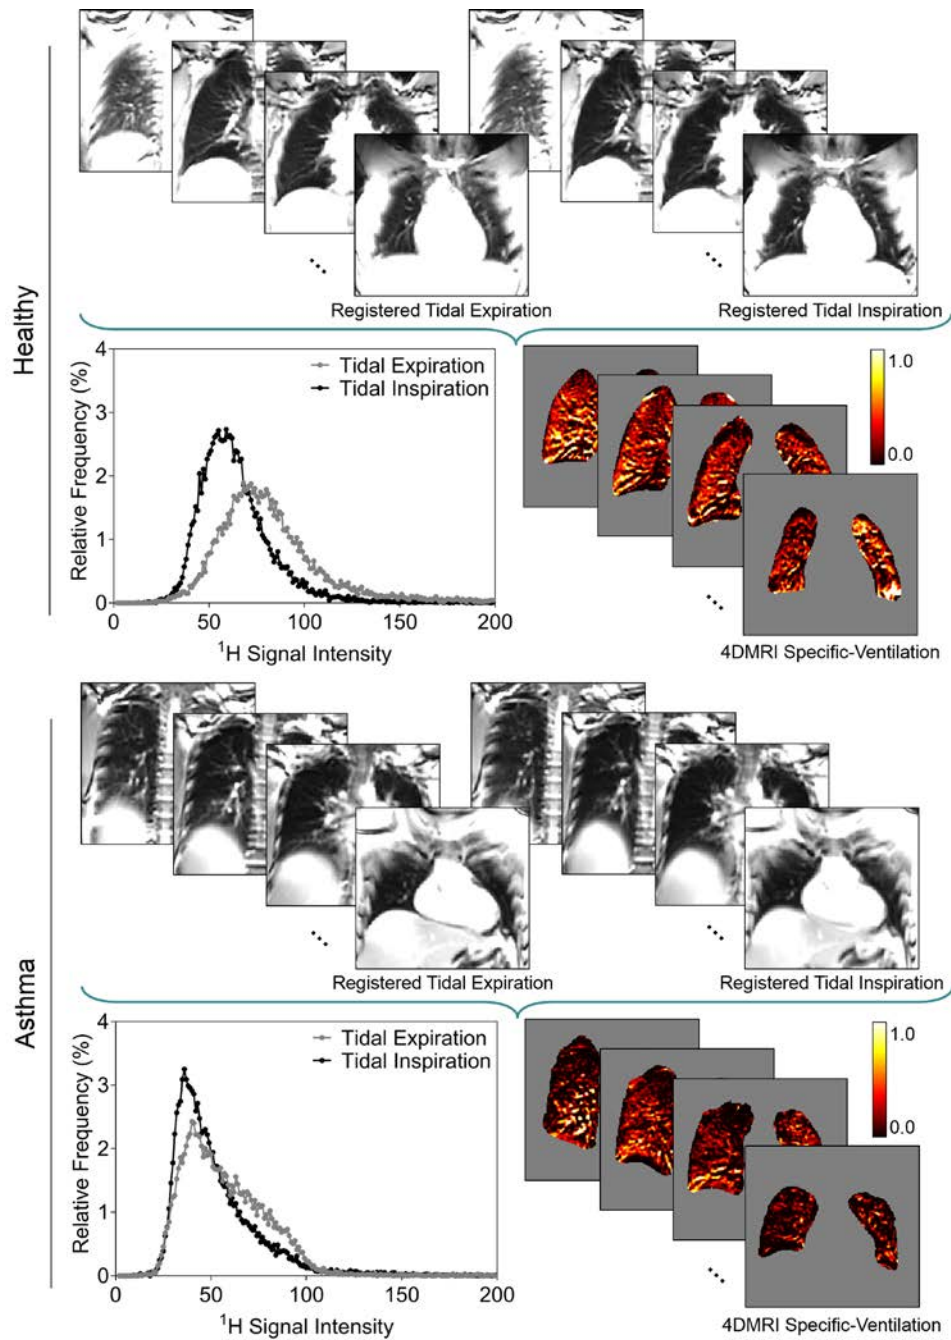 Healthy
Registered Tidal Expiration
Registered Tidal Inspiration
4
3
2
1
0
Relative Frequency (%)
Tidal Expiration
Tidal Inspiration
0
50
100
150
200
¹H Signal Intensity
1.0
0.0
4DMRI Specific-Ventilation
Asthma
Registered Tidal Expiration
Registered Tidal Inspiration
4
3
2
1
0
Relative Frequency (%)
Tidal Expiration
Tidal Inspiration
0
50
100
150
200
¹H Signal Intensity
1.0
0.0
4DMRI Specific-Ventilation